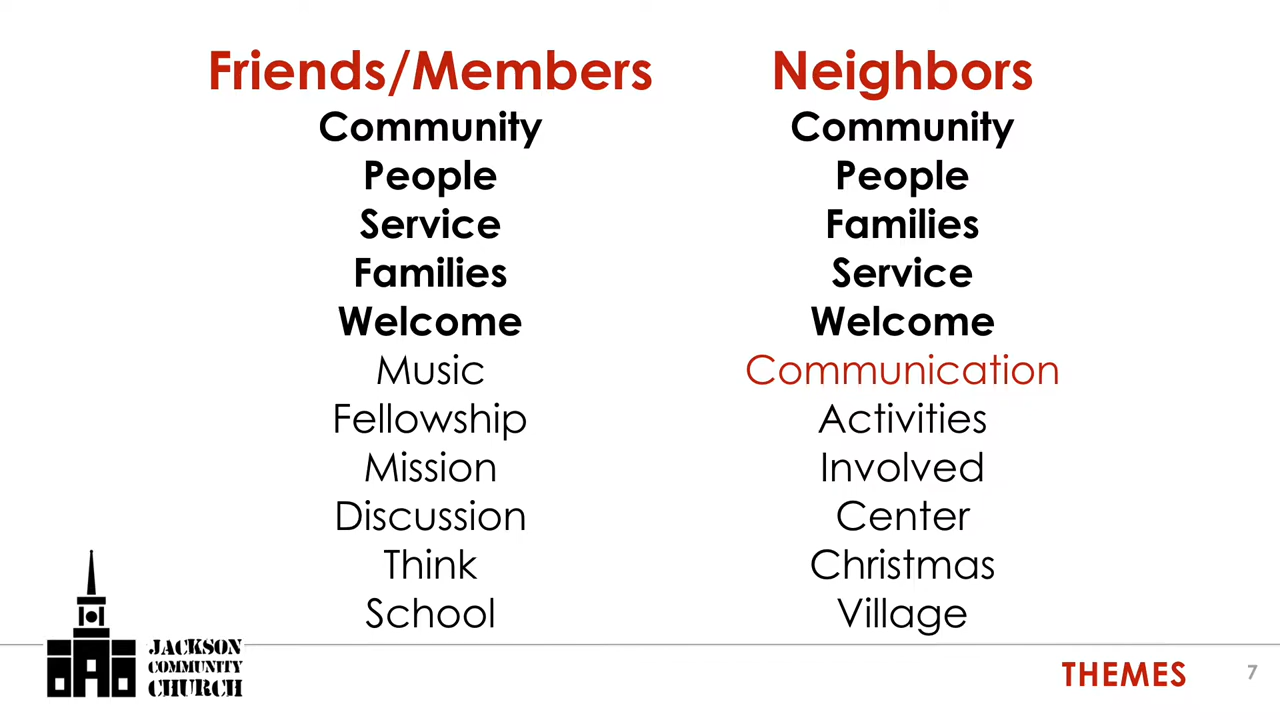 Friends/Members
Community
People
Service
Families
Welcome
Music
Fellowship
Mission
Discussion
Think
School
Neighbors
Community
People
Families
Service
Welcome
Communication
Activities
Involved
Center
Christmas
Village
JACKSON
COMMUNITY
CHURCH
THEMES
7